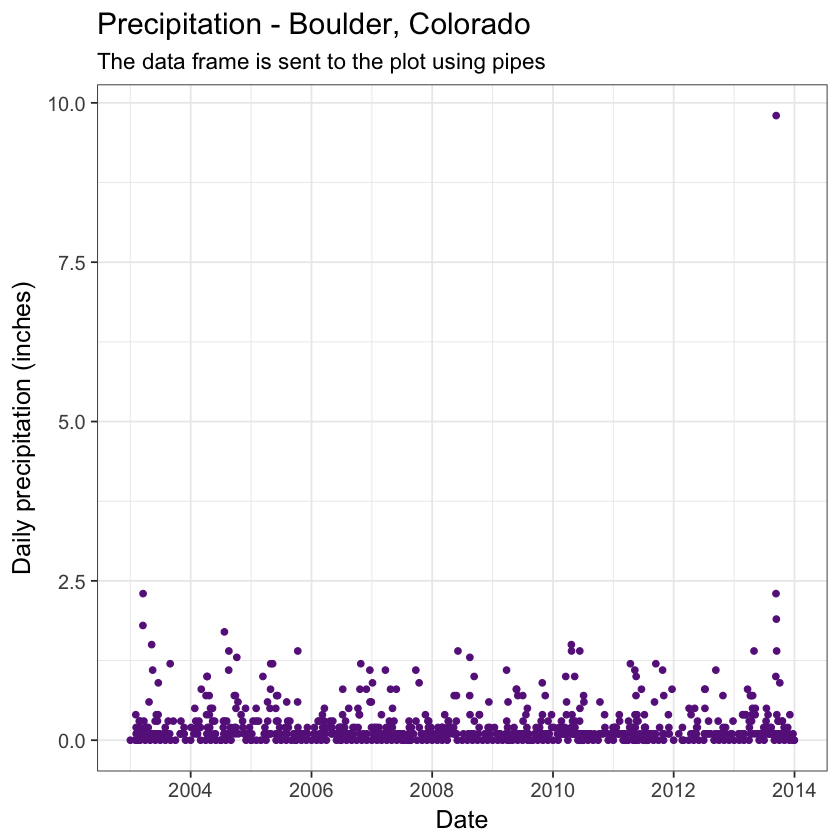 Precipitation - Boulder, Colorado
The data frame is sent to the plot using pipes
10.0
7.5
5.0
2.5
0.0
Daily precipitation (inches)
2004 2006 2008 2010 2012 2014
Date